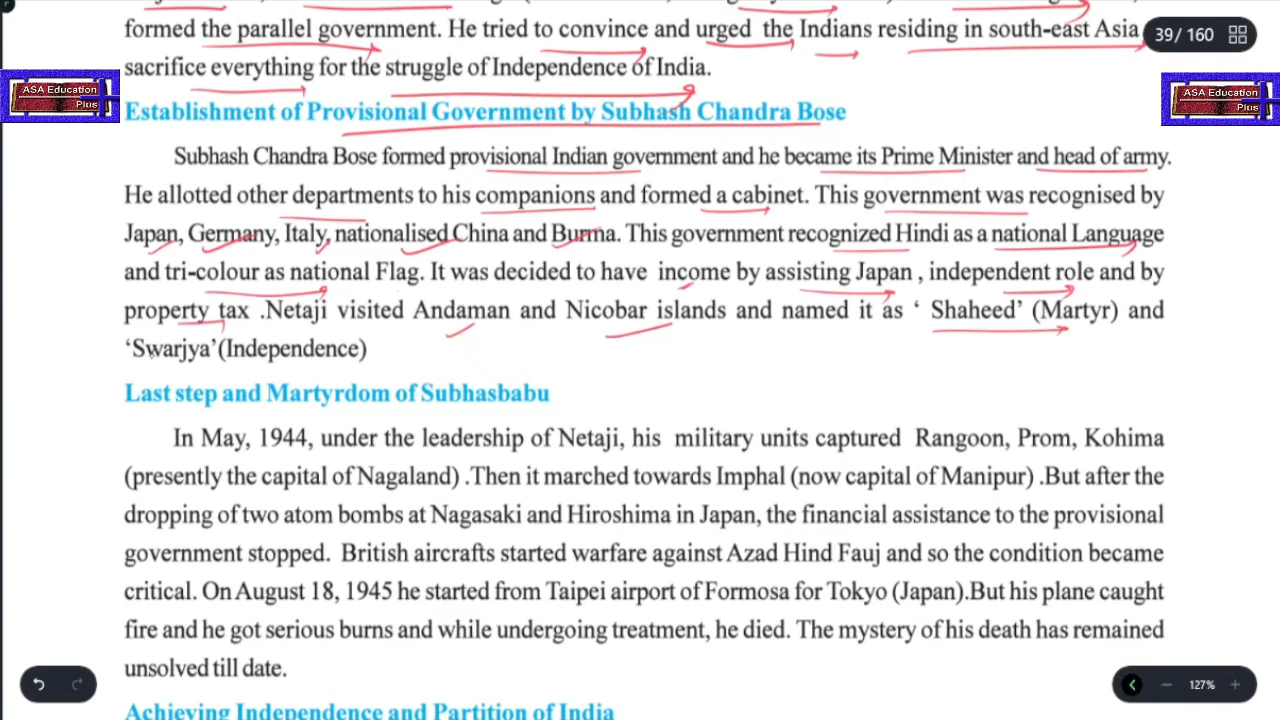 formed the parallel government. He tried to convince and urged the Indians residing in south-east Asia
39 / 160
sacrifice everything for the struggle of Independence of India.
ASA Education
Plus
ASA Education
Plus
Establishment of Provisional Government by Subhash Chandra Bose
Subhash Chandra Bose formed provisional Indian government and he became its Prime Minister and head of army.
He allotted other departments to his companions and formed a cabinet. This government was recognised by
Japan, Germany, Italy, nationalised China and Burma. This government recognized Hindi as a national Language
and tri-colour as national Flag. It was decided to have income by assisting Japan , independent role and by
property tax .Netaji visited Andaman and Nicobar islands and named it as ‘ Shaheed’ (Martyr) and
‘Swarjya’(Independence)
Last step and Martyrdom of Subhasbabu
In May, 1944, under the leadership of Netaji, his military units captured Rangoon, Prom, Kohima
(presently the capital of Nagaland) .Then it marched towards Imphal (now capital of Manipur) .But after the
dropping of two atom bombs at Nagasaki and Hiroshima in Japan, the financial assistance to the provisional
government stopped. British aircrafts started warfare against Azad Hind Fauj and so the condition became
critical. On August 18, 1945 he started from Taipei airport of Formosa for Tokyo (Japan).But his plane caught
fire and he got serious burns and while undergoing treatment, he died. The mystery of his death has remained
unsolved till date.
127%
Achieving Independence and Partition of India